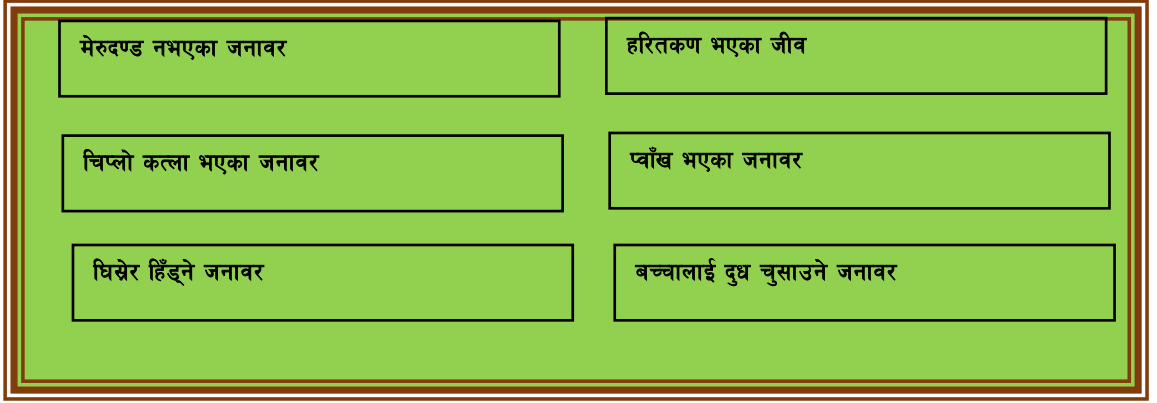 मेरुदण्ड नभएका जनावर
हरितकण भएका जीव
चिप्लो कत्ला भएका जनावर
प्वाँख भएका जनावर
घिस्रेर हिँड्ने जनावर
बच्चालाई दुध चुसाउने जनावर